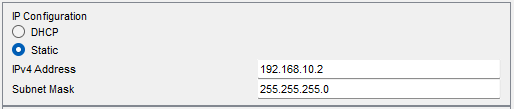 IP Configuration
DHCP
Static
IPv4 Address 192.168.10.2
Subnet Mask 255.255.255.0